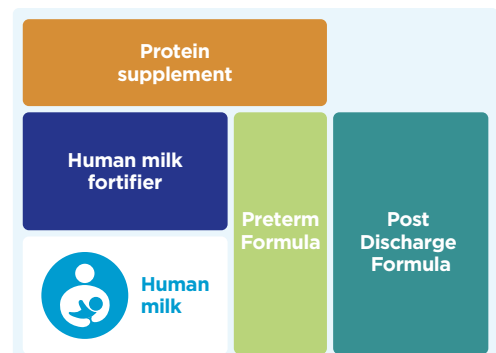 Protein
supplement
Human milk
fortifier
Preterm
Formula
Post
Discharge
Formula
Human
milk